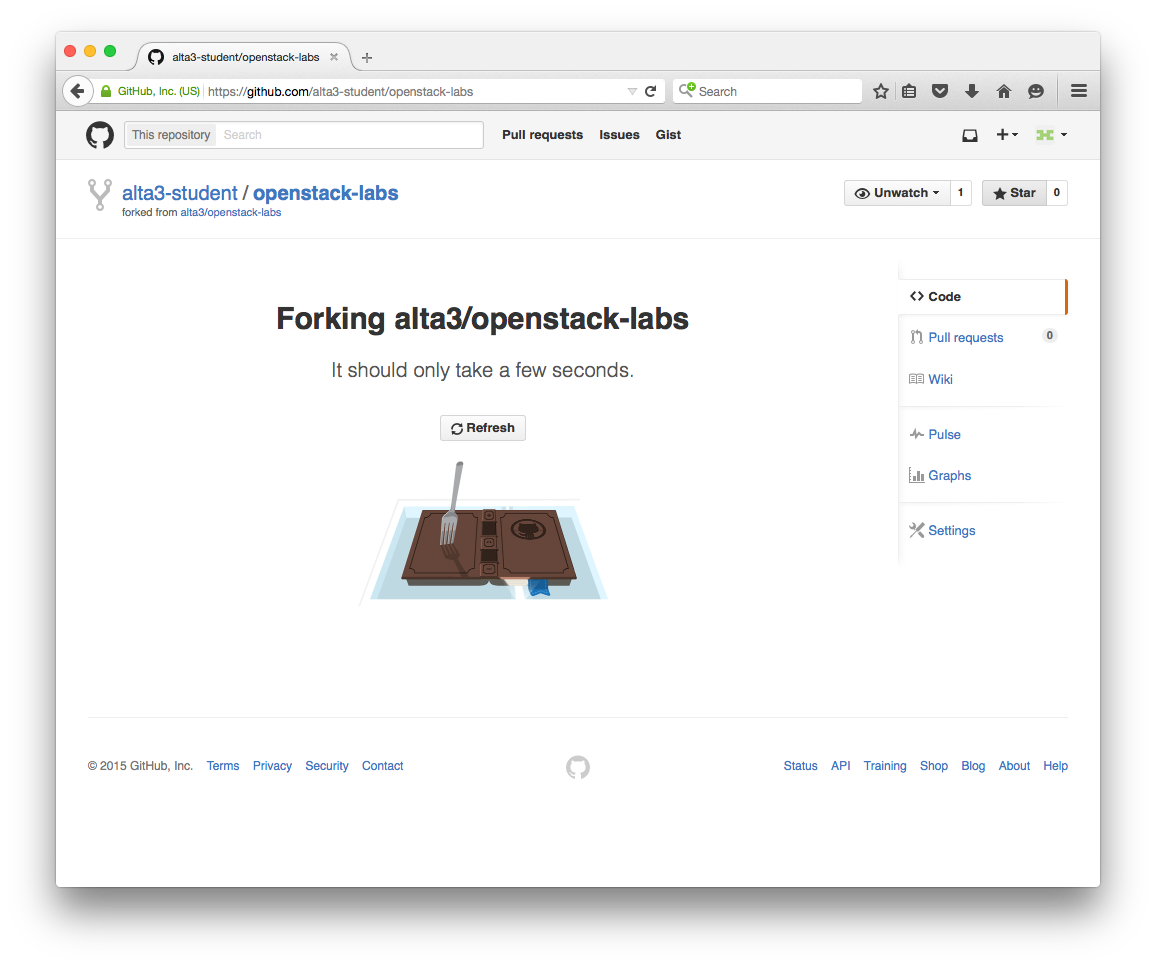 alta3-student/openstack-labs
GitHub, Inc. (US) https://github.com/alta3-student/openstack-labs Search
This repository Search Pull requests Issues Gist
alta3-student / openstack-labs
forked from alta3/openstack-labs
Unwatch 1 Star 0
Forking alta3/openstack-labs
It should only take a few seconds.
Refresh
Code
Pull requests 0
Wiki
Pulse
Graphs
Settings
© 2015 GitHub, Inc. Terms Privacy Security Contact Status API Training Shop Blog About Help